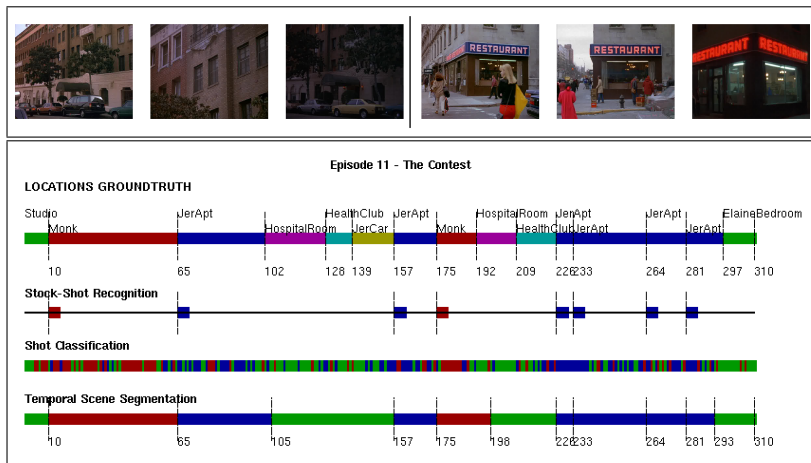 RESTAURANT
RESTAURANT
RESTAURANT RESTAURANT
Episode 11 - The Contest
LOCATIONS GROUNDTRUTH
Studio JerApt HealthClub JerApt HospitalRoom JerApt JerApt ElaineBedroom
Monk HospitalRoom JerCar Monk HealthClub JerApt JerApt
10 65 102 128 139 157 175 192 209 226 233 264 281 297 310
Stock-Shot Recognition
Shot Classification
Temporal Scene Segmentation
10 65 105 157 175 198 226 233 264 281 293 310